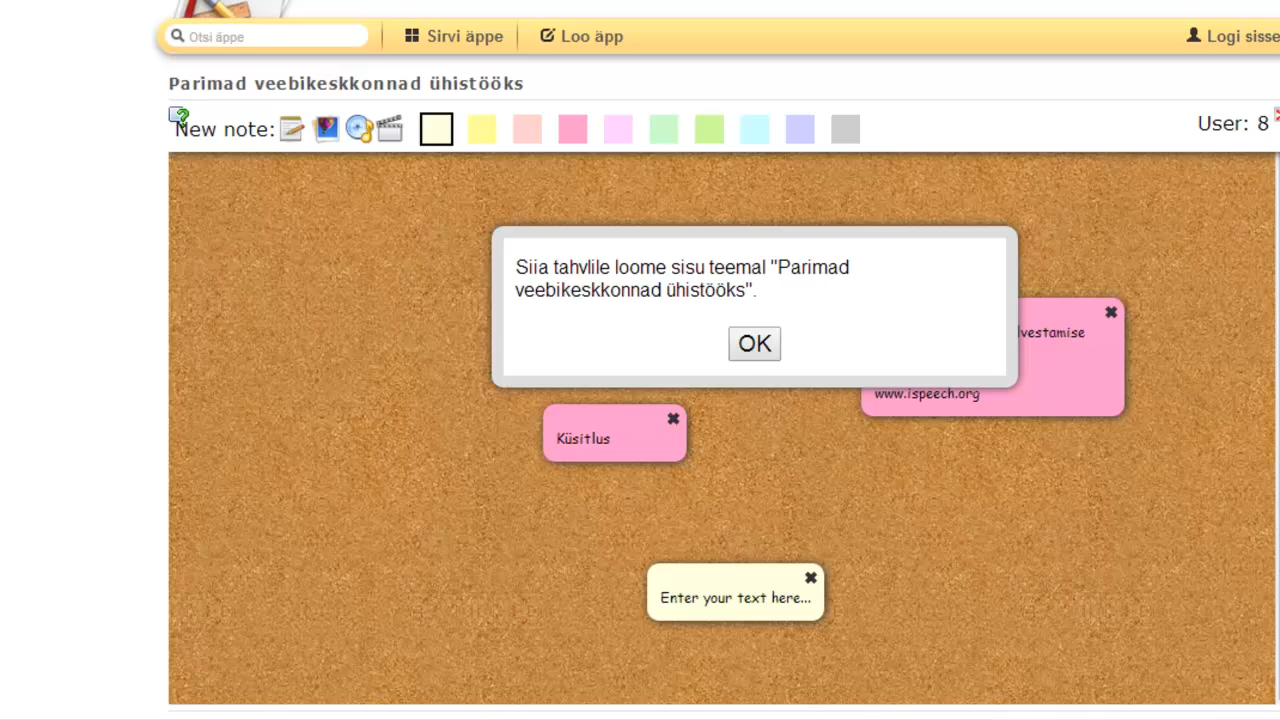 Otsi äppe
Sirvi äppe
Loo äpp
Logi sisse
Parimad veebikeskkonnad ühistööks
New note:
User: 8
Siia tahvlile loome sisu teemal "Parimad
veebikeskkonnad ühistööks".
OK
www.ispeech.org
Küsitlus
Enter your text here...